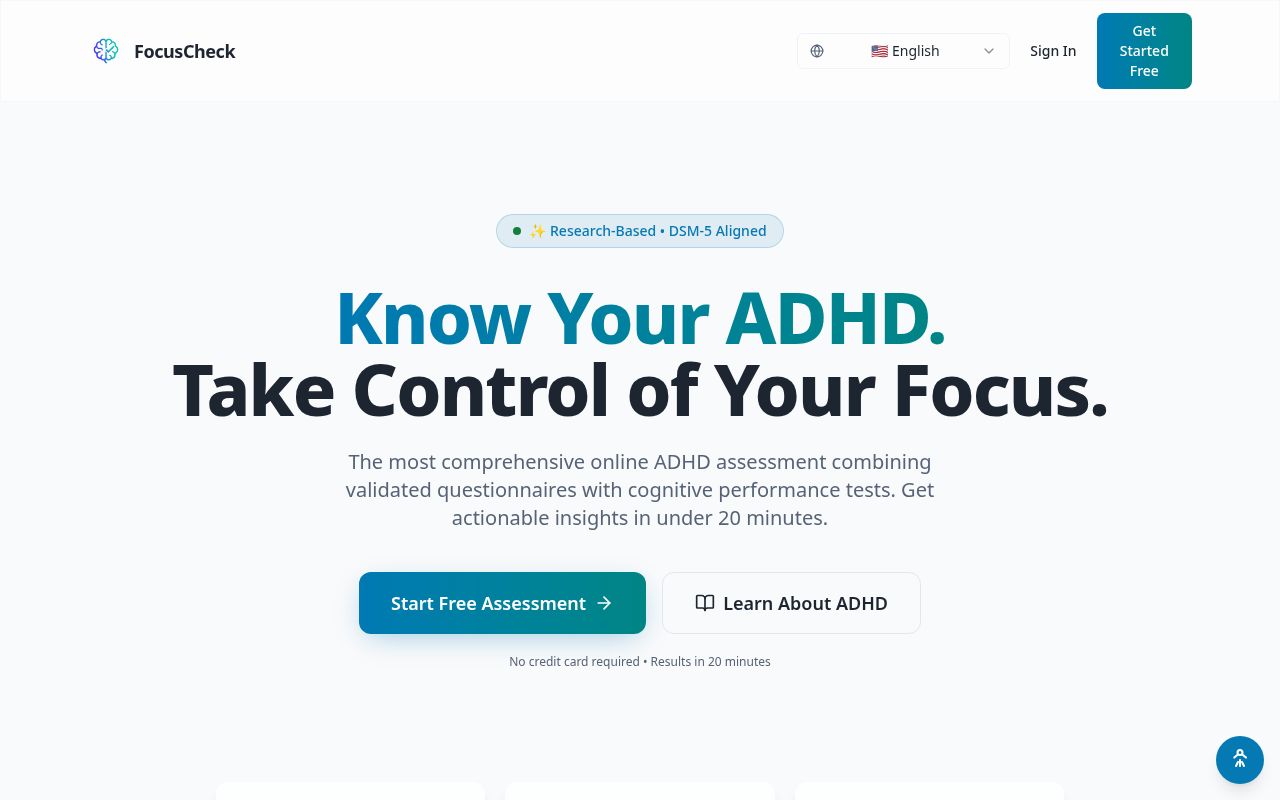 FocusCheck
🇺🇸 English
Sign In
Get
Started
Free
✨ Research-Based • DSM-5 Aligned
Know Your ADHD.
Take Control of Your Focus.
The most comprehensive online ADHD assessment combining
validated questionnaires with cognitive performance tests. Get
actionable insights in under 20 minutes.
Start Free Assessment
Learn About ADHD
No credit card required • Results in 20 minutes